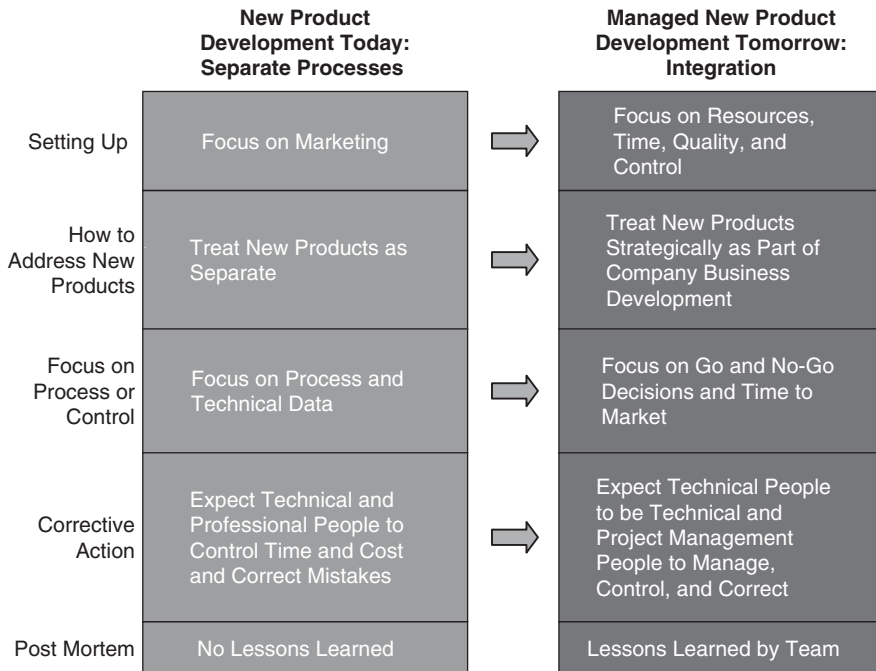 New Product
Development Today:
Separate Processes
Managed New Product
Development Tomorrow:
Integration
Setting Up
Focus on Marketing
Focus on Resources,
Time, Quality, and
Control
How to
Address New
Products
Treat New Products as
Separate
Treat New Products
Strategically as Part of
Company Business
Development
Focus on
Process or
Control
Focus on Process and
Technical Data
Focus on Go and No-Go
Decisions and Time to
Market
Corrective
Action
Expect Technical and
Professional People to
Control Time and Cost
and Correct Mistakes
Expect Technical People
to be Technical and
Project Management
People to Manage,
Control, and Correct
Post Mortem
No Lessons Learned
Lessons Learned by Team